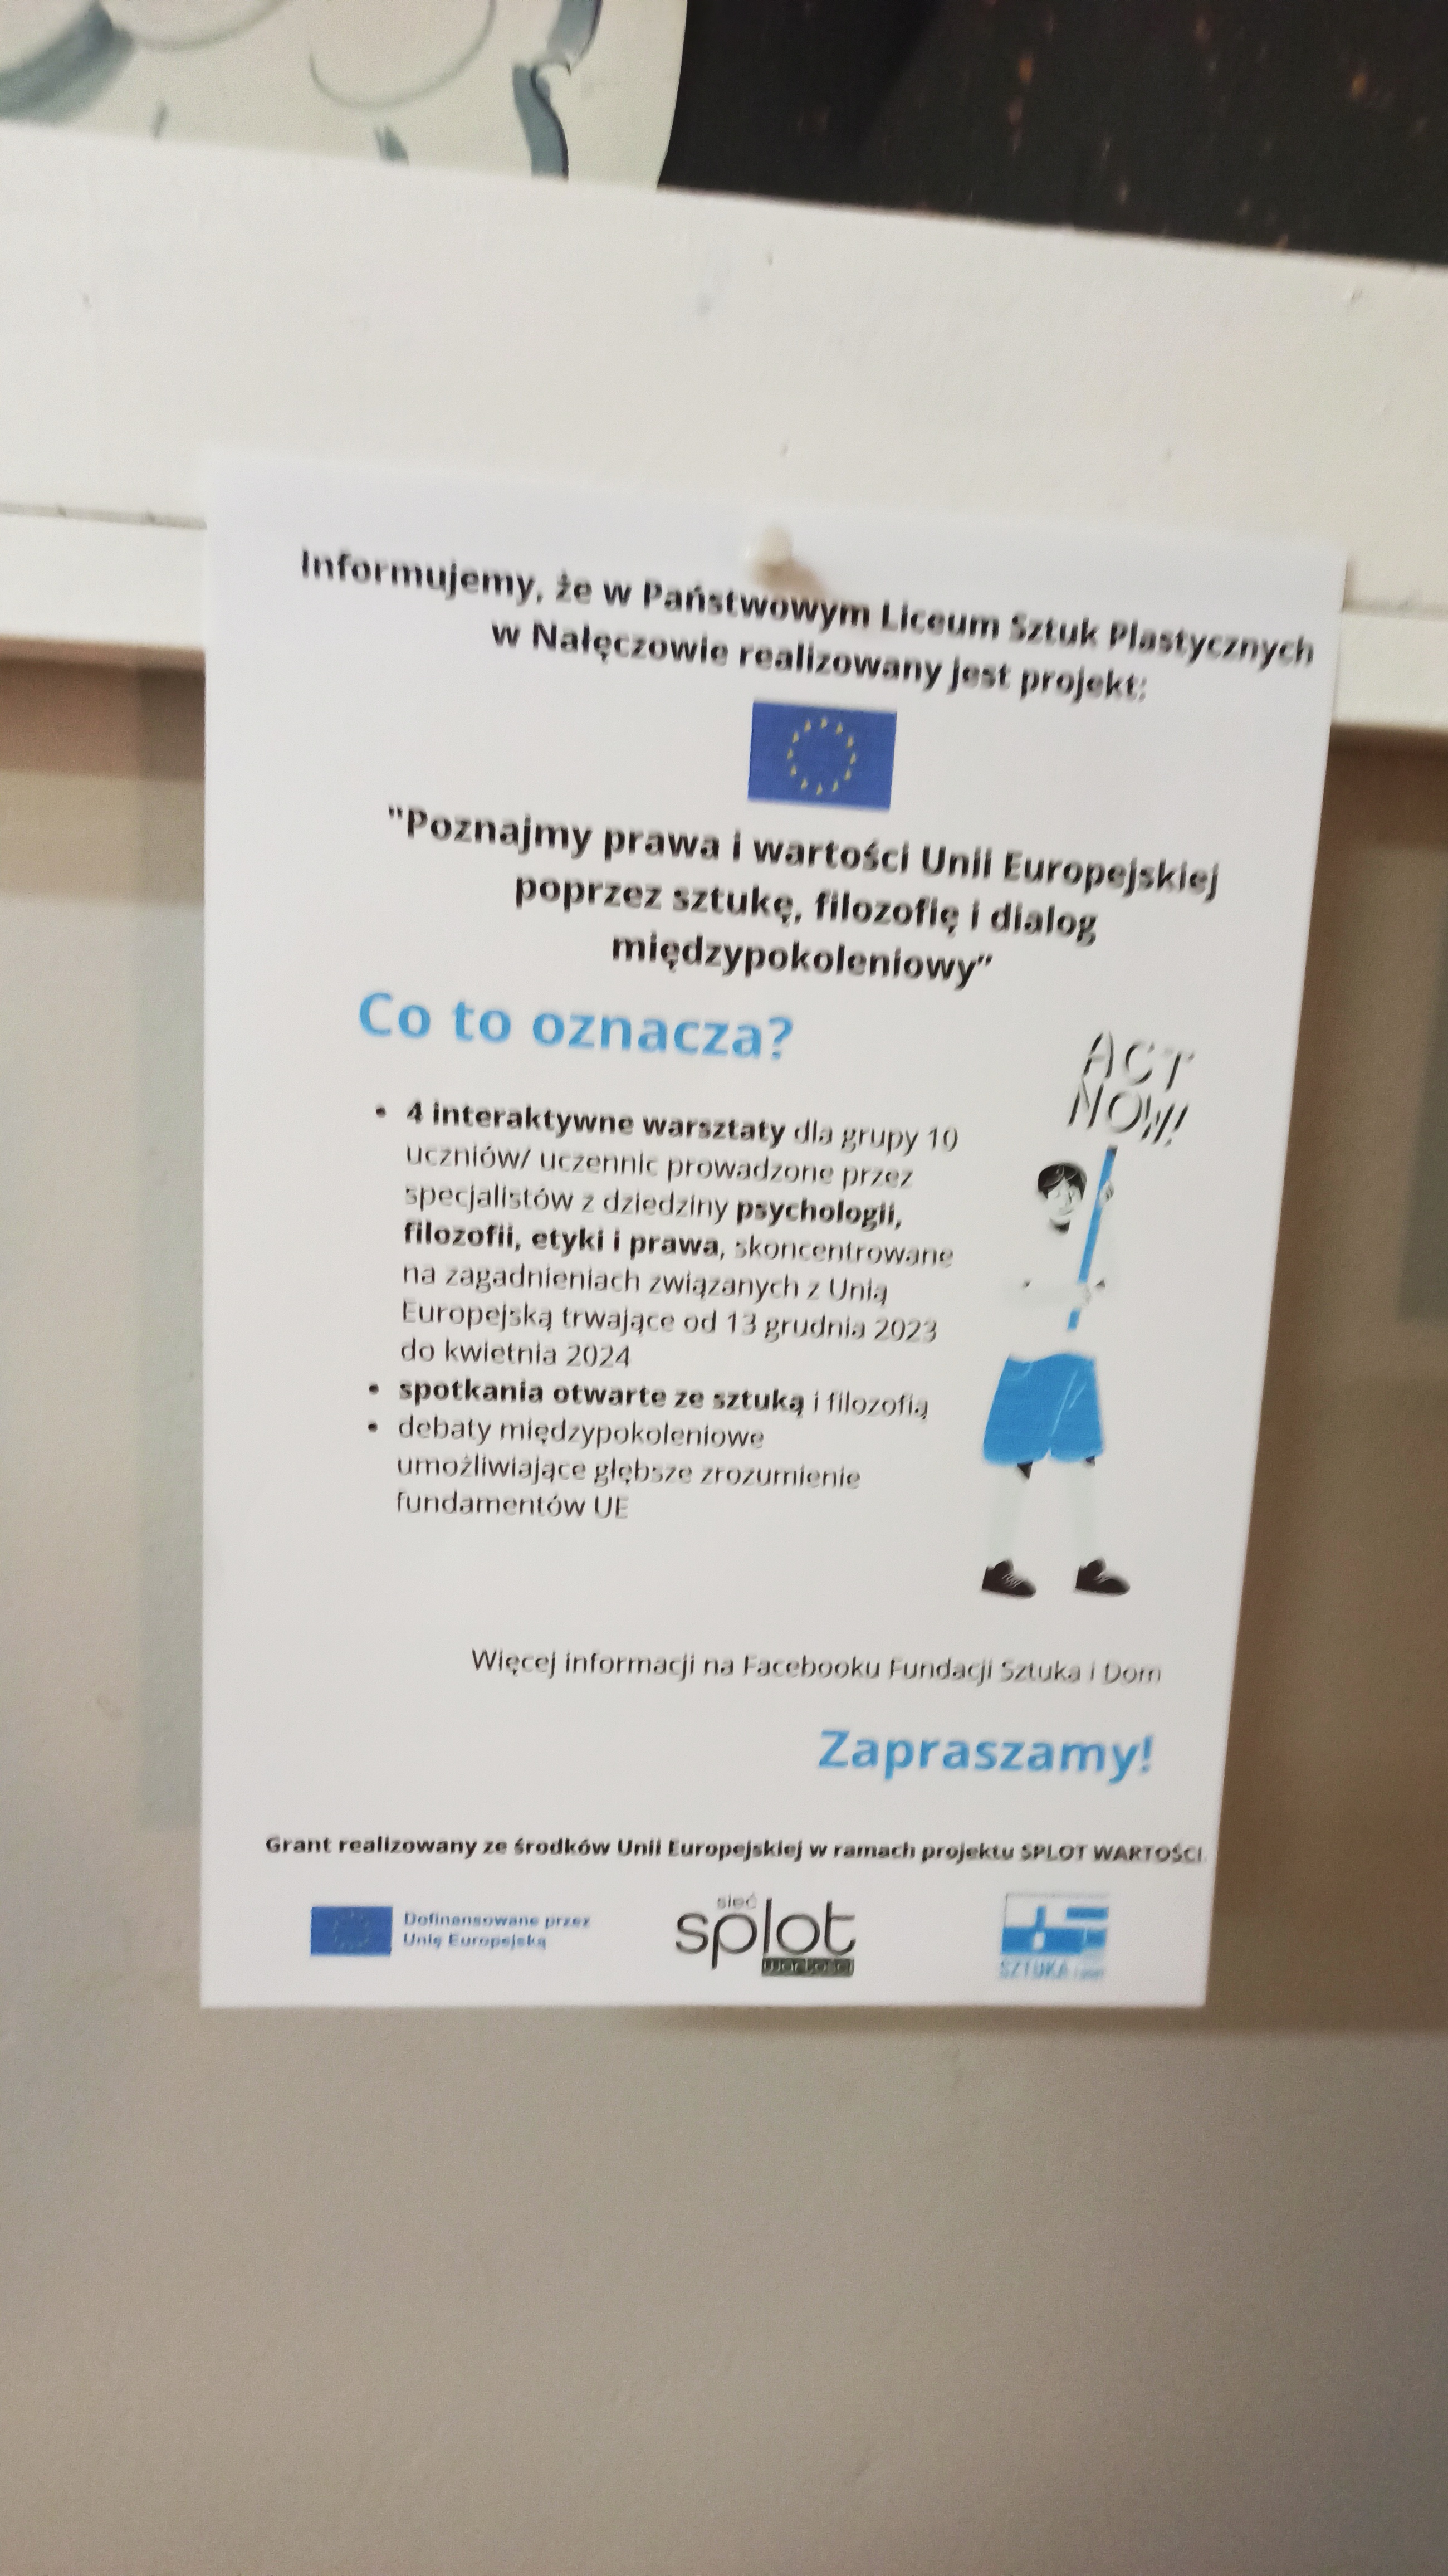 Informujemy, że w Państwowym Liceum Sztuk Plastycznych
w Nałęczowie realizowany jest projekt:
"Poznajmy prawa i wartości Unii Europejskiej
poprzez sztukę, filozofię i dialog
międzypokoleniowy”
Co to oznacza?
ACT
NOW!
• 4 interaktywne warsztaty dla grupy 10
uczniów/ uczennic prowadzone przez
specjalistów z dziedziny psychologii,
filozofii, etyki i prawa, skoncentrowane
na zagadnieniach związanych z Unią
Europejską trwające od 13 grudnia 2023
do kwietnia 2024
• spotkania otwarte ze sztuką i filozofią
• debaty międzypokoleniowe
umożliwiające głębsze zrozumienie
fundamentów UE
Więcej informacji na Facebooku Fundacji Sztuka i Dom
Zapraszamy!
Grant realizowany ze środków Unii Europejskiej w ramach projektu SPLOT WARTOŚCI
Dofinansowane przez
Unię Europejską
sieć
splot
wartości
SZTUKA